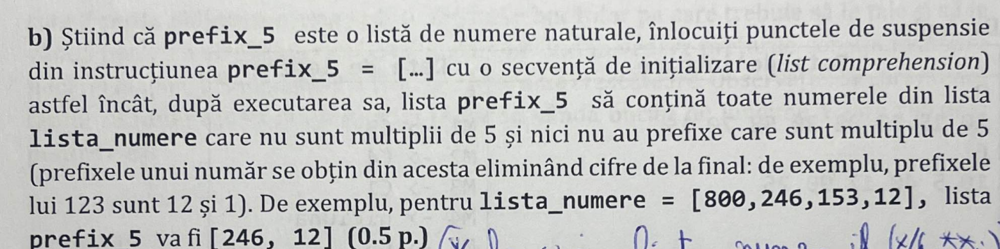 b) Știind că prefix_5 este o listă de numere naturale, înlocuiți punctele de suspensie
din instrucțiunea prefix_5 = […] cu o secvență de inițializare (list comprehension)
astfel încât, după executarea sa, lista prefix_5 să conțină toate numerele din lista
lista_numere care nu sunt multiplii de 5 și nici nu au prefixe care sunt multiplu de 5
(prefixele unui număr se obțin din acesta eliminând cifre de la final: de exemplu, prefixele
lui 123 sunt 12 și 1). De exemplu, pentru lista_numere = [800,246,153,12], lista
prefix 5 va fi [246, 12] (0.5 p.)